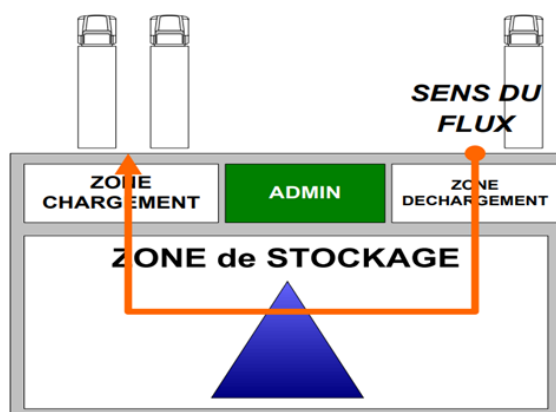 SENS DU
FLUX
ZONE
CHARGEMENT
ADMIN
ZONE
DECHARGEMENT
ZONE de STOCKAGE